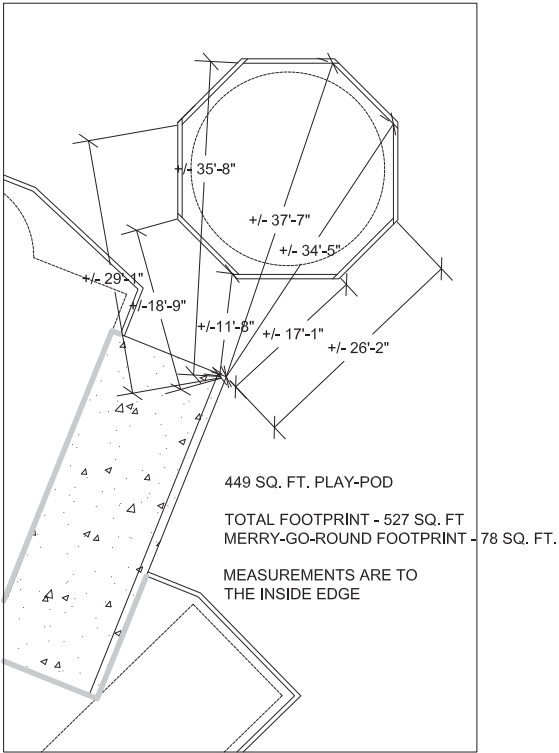 +/- 35'-8"
+/- 37'-7"
+/- 34'-5"
+/- 29'-1"
+/-18'-9"
+/-11'-8"
+/- 17'-1"
+/- 26'-2"
449 SQ. FT. PLAY-POD
TOTAL FOOTPRINT - 527 SQ. FT
MERRY-GO-ROUND FOOTPRINT - 78 SQ. FT.
MEASUREMENTS ARE TO
THE INSIDE EDGE